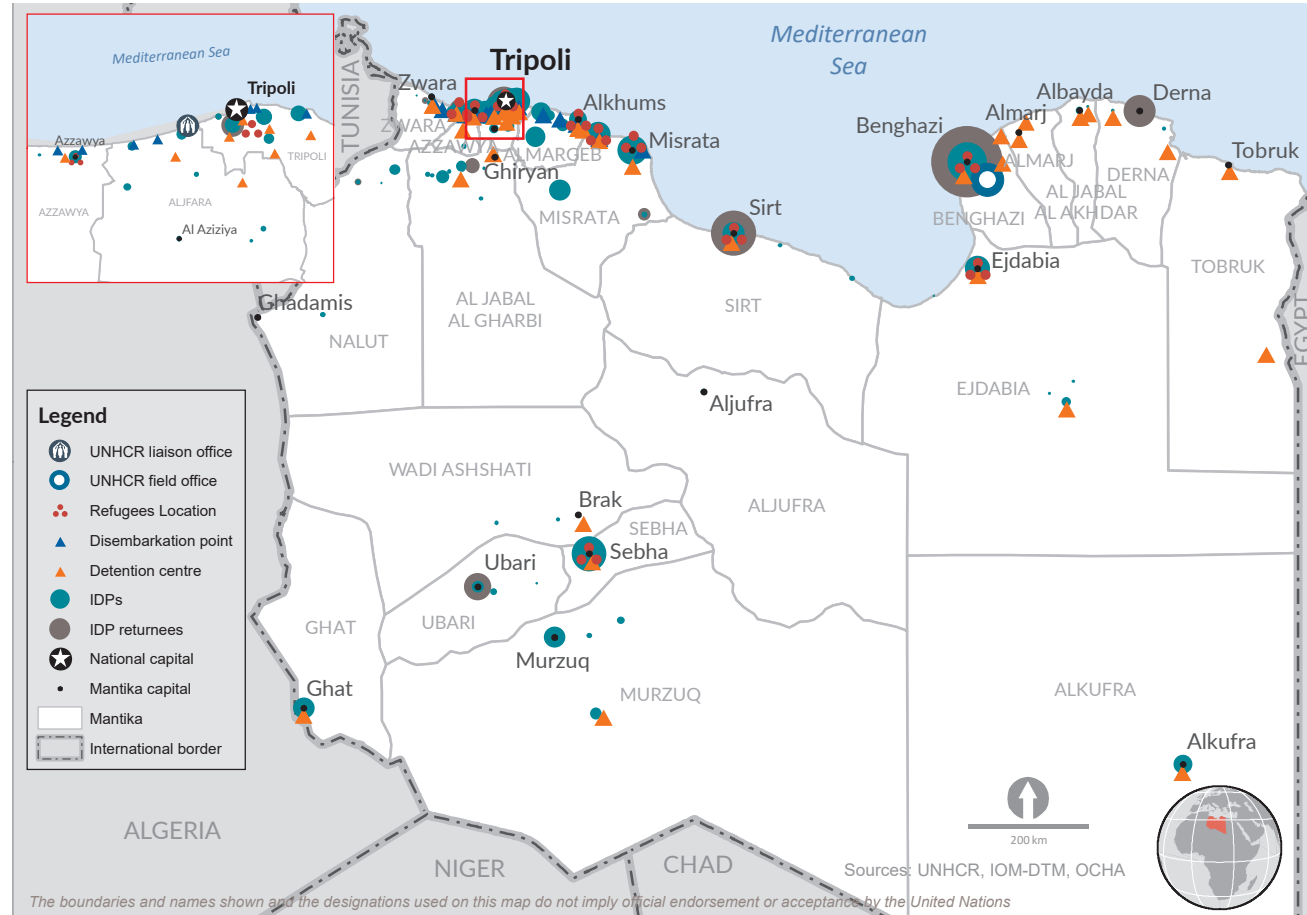 Mediterranean Sea
Tripoli
Azzawya
TRIPOLI
AZZAWYA
ALJFARA
Al Aziziya
TUNISIA
Mediterranean
Sea
Tripoli
Zwara
ZWARA
AZZAWYA
Alkhums
ALMARGEB
Misrata
Ghiryan
MISRATA
Sirt
Benghazi
Almarj
Albayda
Derna
ALMARJ
DERNA
Tobruk
BENGHAZI
AL JABAL
AL AKHDAR
TOBRUK
EGYPT
Ejdabia
Ghadamis
NALUT
AL JABAL
AL GHARBI
SIRT
Aljufra
EJDABIA
WADI ASHSHATI
Brak
SEBHA
ALJUFRA
Sebha
Ubari
UBARI
GHAT
Murzuq
Ghat
MURZUQ
ALKUFRA
Alkufra
Legend
UNHCR liaison office
UNHCR field office
Refugees Location
Disembarkation point
Detention centre
IDPs
IDP returnees
National capital
Mantika capital
Mantika
International border
ALGERIA
NIGER
CHAD
200 km
Sources: UNHCR, IOM-DTM, OCHA
The boundaries and names shown and the designations used on this map do not imply official endorsement or acceptance by the United Nations